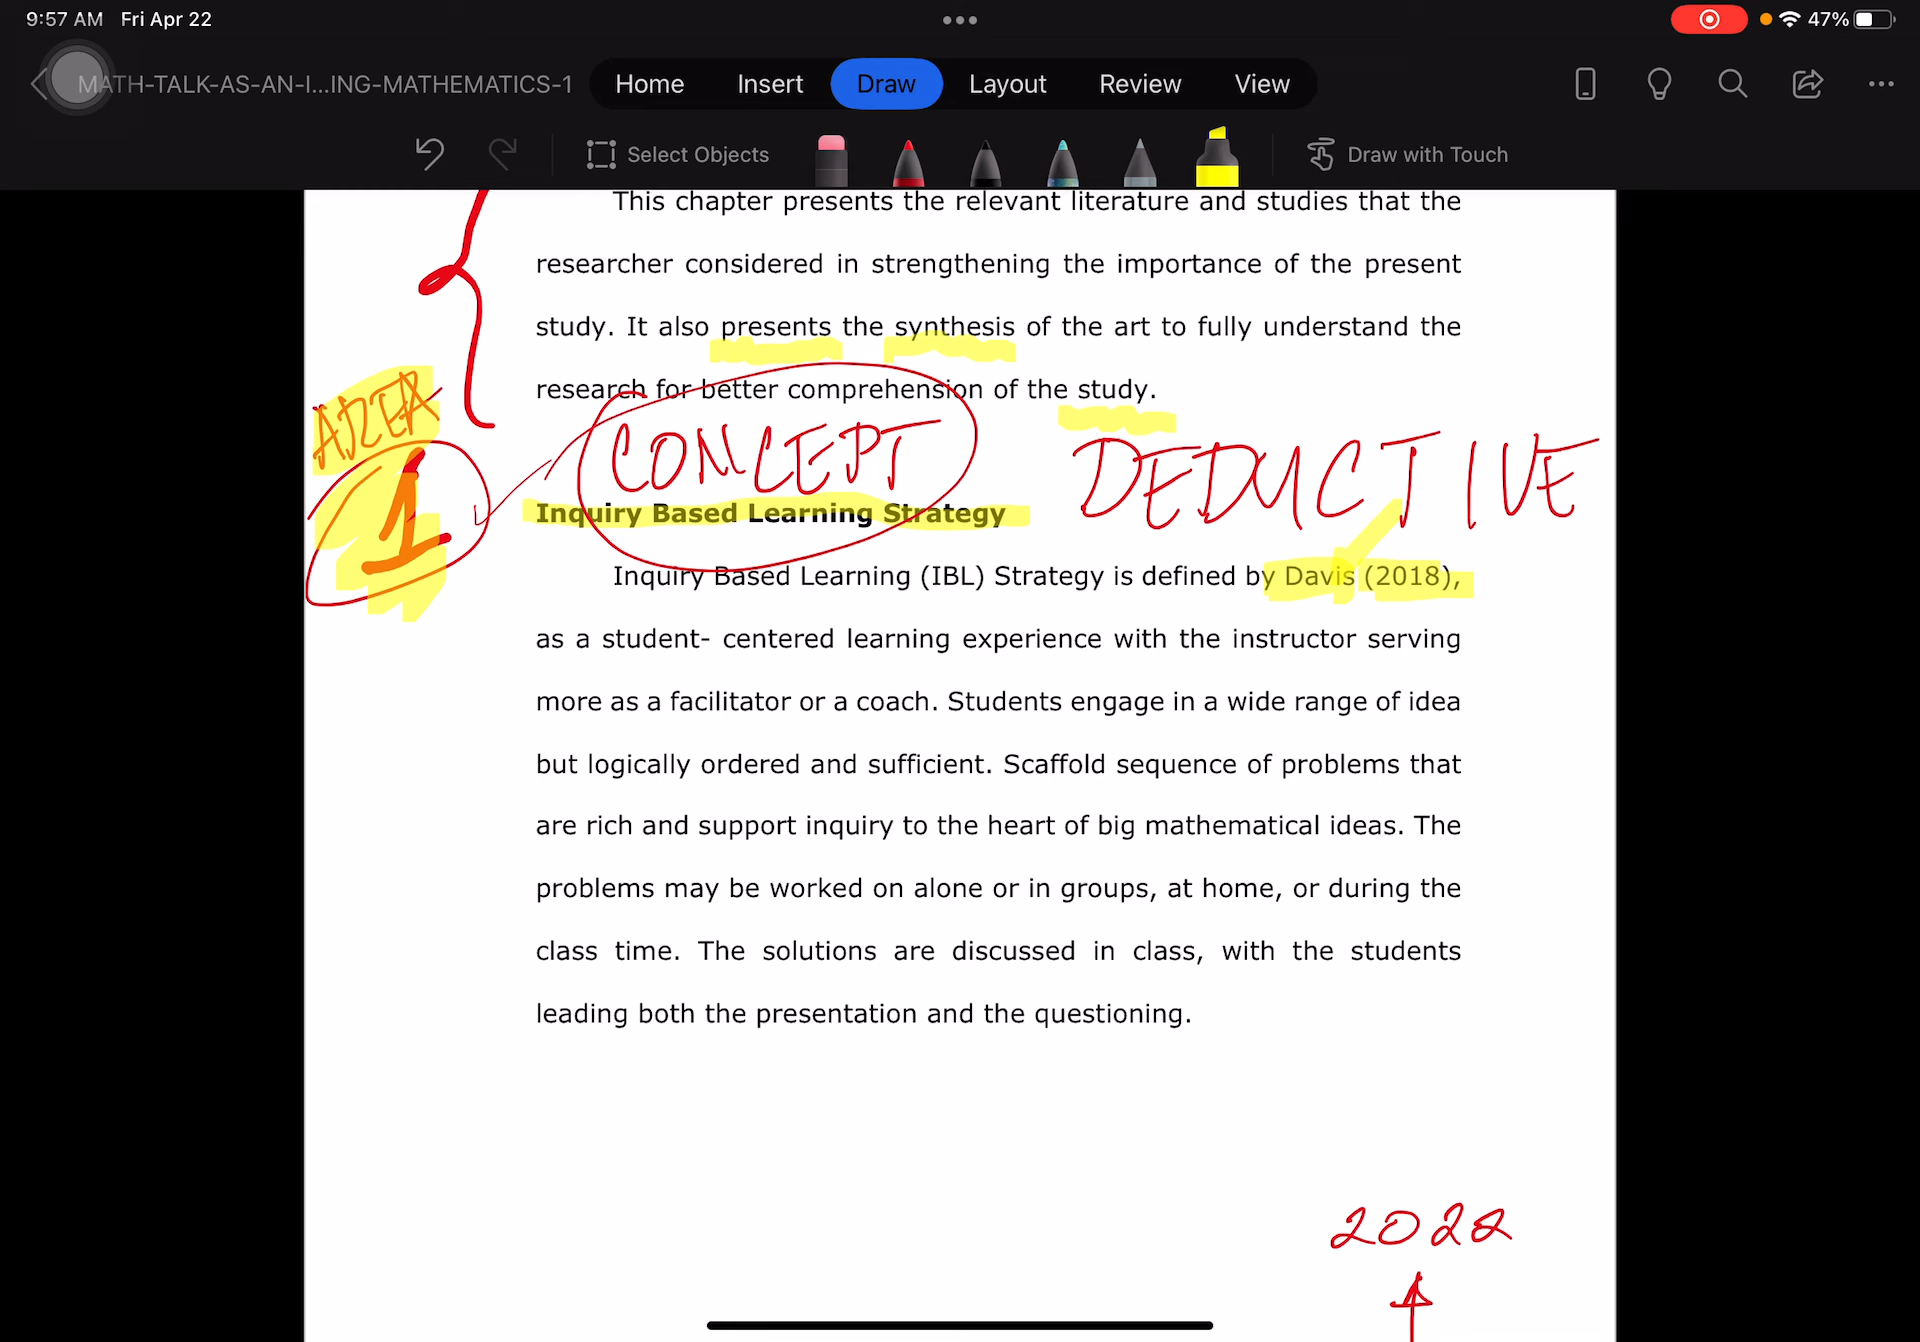 9:57 AM Fri Apr 22
47%
MATH-TALK-AS-AN-I...ING-MATHEMATICS-1
Home Insert Draw Layout Review View
Select Objects
Draw with Touch
This chapter presents the relevant literature and studies that the
researcher considered in strengthening the importance of the present
study. It also presents the synthesis of the art to fully understand the
research for better comprehension of the study.
CONCEPT DEDUCTIVE
1
Inquiry Based Learning Strategy
Inquiry Based Learning (IBL) Strategy is defined by Davis (2018),
as a student- centered learning experience with the instructor serving
more as a facilitator or a coach. Students engage in a wide range of idea
but logically ordered and sufficient. Scaffold sequence of problems that
are rich and support inquiry to the heart of big mathematical ideas. The
problems may be worked on alone or in groups, at home, or during the
class time. The solutions are discussed in class, with the students
leading both the presentation and the questioning.
2022